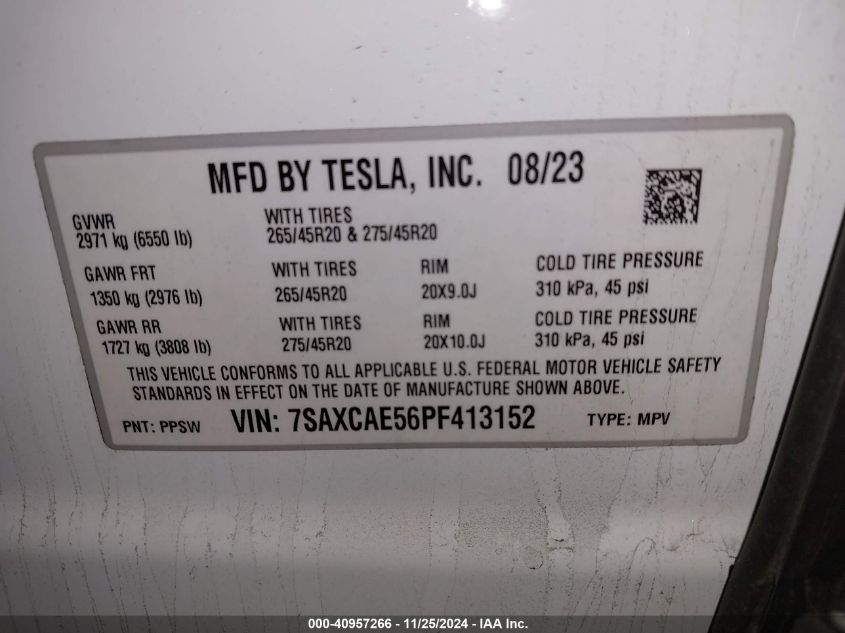 MFD BY TESLA, INC. 08/23
GVWR
2971 kg (6550 lb)
WITH TIRES
265/45R20 & 275/45R20
GAWR FRT
1350 kg (2976 lb)
WITH TIRES
265/45R20
RIM
20X9.0J
COLD TIRE PRESSURE
310 kPa, 45 psi
GAWR RR
1727 kg (3808 lb)
WITH TIRES
275/45R20
RIM
20X10.0J
COLD TIRE PRESSURE
310 kPa, 45 psi
THIS VEHICLE CONFORMS TO ALL APPLICABLE U.S. FEDERAL MOTOR VEHICLE SAFETY
STANDARDS IN EFFECT ON THE DATE OF MANUFACTURE SHOWN ABOVE.
PNT: PPSW VIN: 7SAXCAE56PF413152 TYPE: MPV
000-40957266 - 11/25/2024 - IAA Inc.